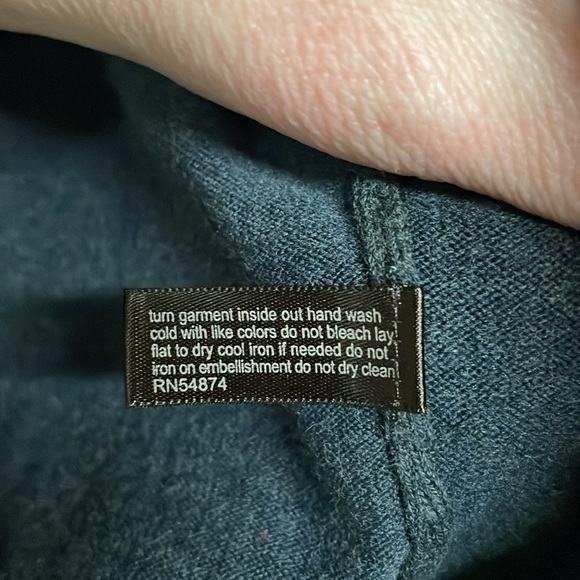 turn garment inside out hand wash
cold with like colors do not bleach lay
flat to dry cool iron if needed do not
iron on embellishment do not dry clean
RN54874